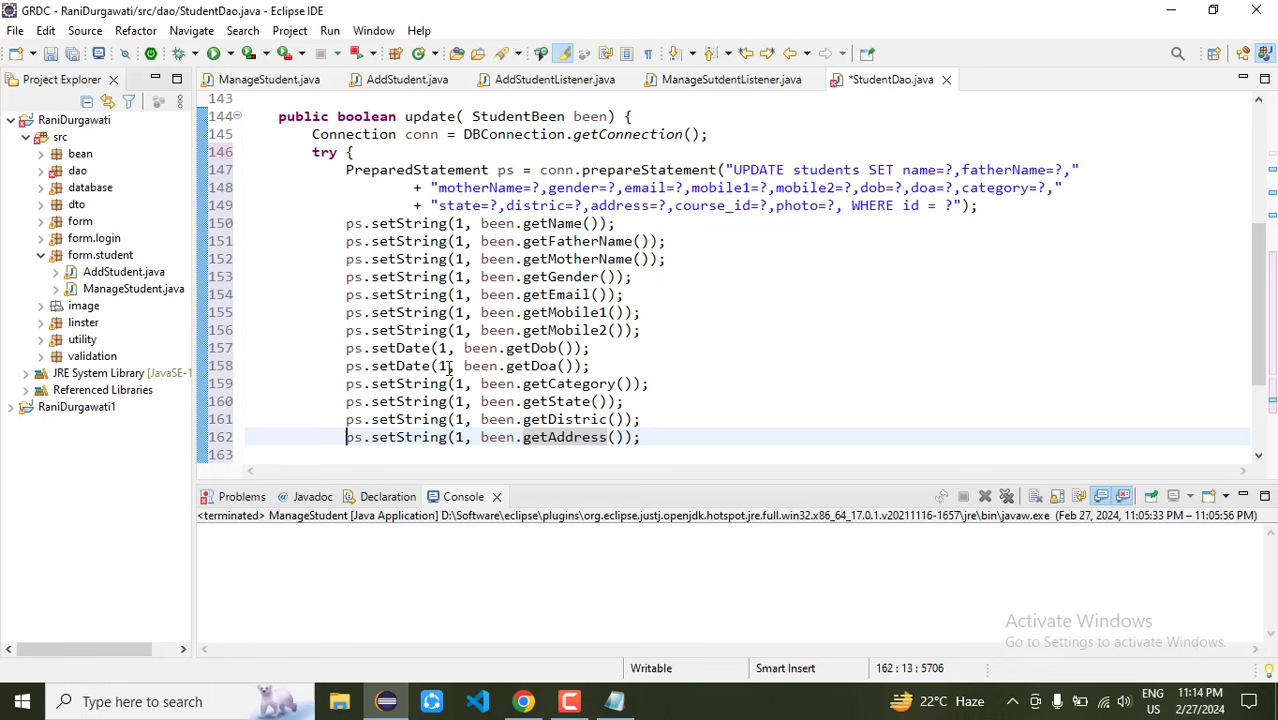 GRDC - RaniDurgawati/src/dao/StudentDao.java - Eclipse IDE
File Edit Source Refactor Navigate Search Project Run Window Help
Project Explorer
ManageStudent.java AddStudent.java AddStudentListener.java ManageSutdentListener.java *StudentDao.java
RaniDurgawati
src
bean
dao
database
dto
form
form.login
form.student
AddStudent.java
ManageStudent.java
image
linster
utility
validation
JRE System Library [JavaSE-1
Referenced Libraries
RaniDurgawati1
143
144 public boolean update( StudentBeen been) {
145 Connection conn = DBConnection.getConnection();
146 try {
147 PreparedStatement ps = conn.prepareStatement("UPDATE students SET name=?,fatherName=?,"
148 + "motherName=?,gender=?,email=?,mobile1=?,mobile2=?,dob=?,doa=?,category=?,"
149 + "state=?,distric=?,address=?,course_id=?,photo=?, WHERE id = ?");
150 ps.setString(1, been.getName());
151 ps.setString(1, been.getFatherName());
152 ps.setString(1, been.getMotherName());
153 ps.setString(1, been.getGender());
154 ps.setString(1, been.getEmail());
155 ps.setString(1, been.getMobile1());
156 ps.setString(1, been.getMobile2());
157 ps.setDate(1, been.getDob());
158 ps.setDate(1, been.getDoa());
159 ps.setString(1, been.getCategory());
160 ps.setString(1, been.getState());
161 ps.setString(1, been.getDistric());
162 ps.setString(1, been.getAddress());
163
Problems Javadoc Declaration Console
<terminated> ManageStudent [Java Application] D:\Software\eclipse\plugins\org.eclipse.justj.openjdk.hotspot.jre.full.win32.x86_64_17.0.1.v20211116-1657\jre\bin\javaw.exe (Feb 27, 2024, 11:05:33 PM – 11:05:56 PM)
Activate Windows
Go to Settings to activate Windows.
Writable Smart Insert 162 : 13 : 5706
Type here to search
22°C Haze
ENG
US
11:14 PM
2/27/2024